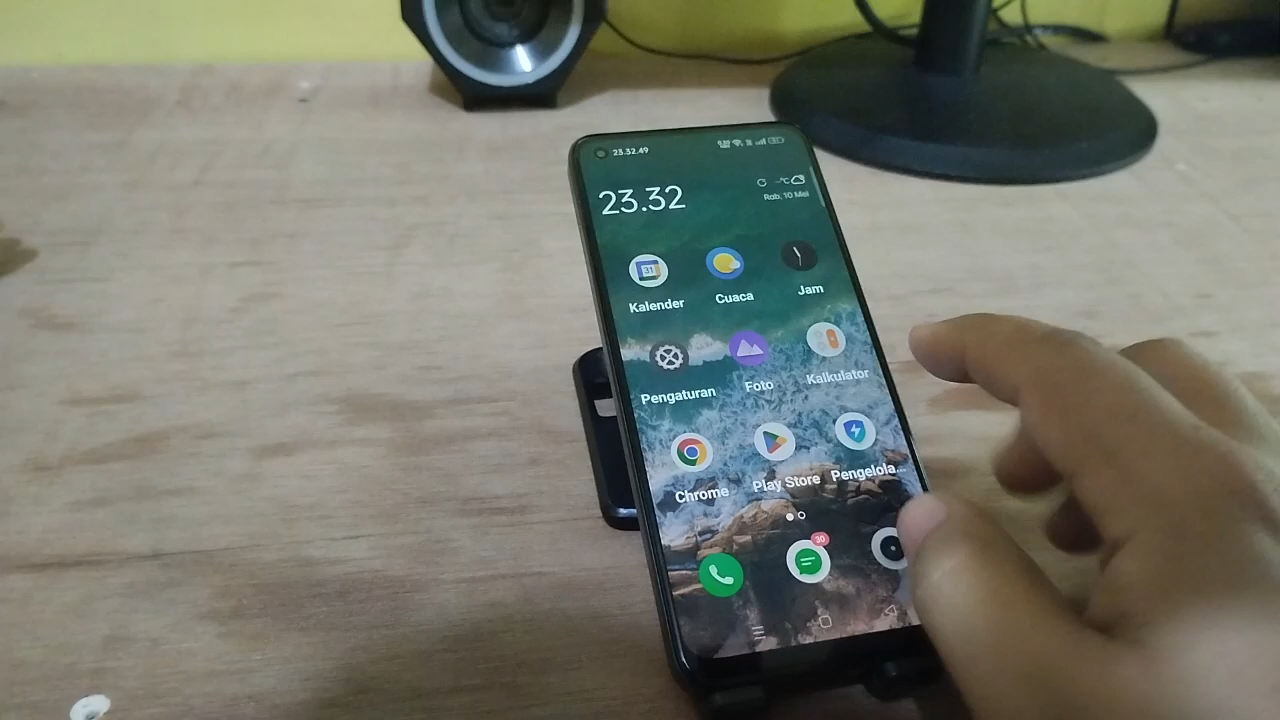 23.32.49
23.32
Rab, 10 Mei
31
Kalender
Cuaca
Jam
Pengaturan
Foto
Kalkulator
Chrome
Play Store
Pengelola...
30